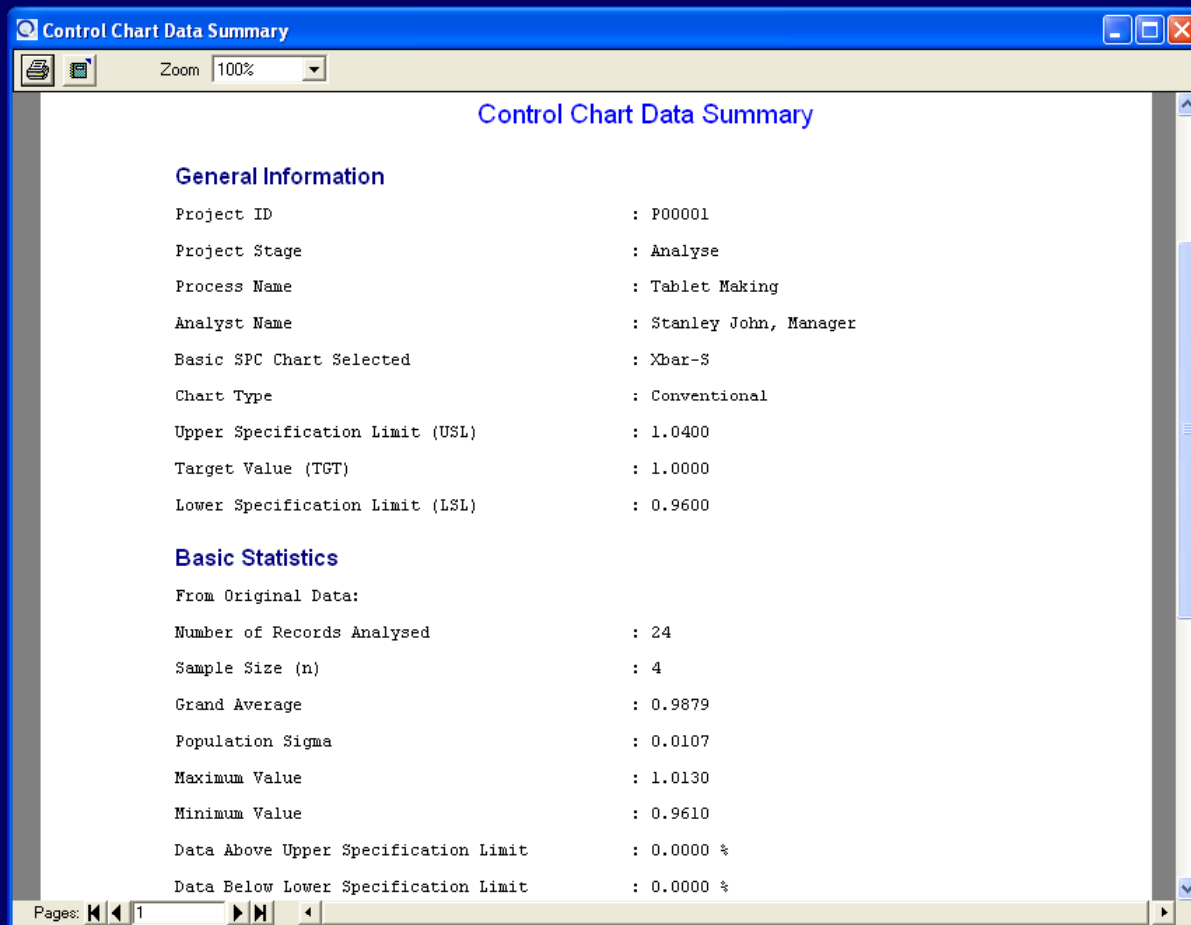 Control Chart Data Summary
Zoom 100%
Control Chart Data Summary
General Information
Project ID : P00001
Project Stage : Analyse
Process Name : Tablet Making
Analyst Name : Stanley John, Manager
Basic SPC Chart Selected : Xbar-S
Chart Type : Conventional
Upper Specification Limit (USL) : 1.0400
Target Value (TGT) : 1.0000
Lower Specification Limit (LSL) : 0.9600
Basic Statistics
From Original Data:
Number of Records Analysed : 24
Sample Size (n) : 4
Grand Average : 0.9879
Population Sigma : 0.0107
Maximum Value : 1.0130
Minimum Value : 0.9610
Data Above Upper Specification Limit : 0.0000 %
Data Below Lower Specification Limit : 0.0000 %
Pages: 1